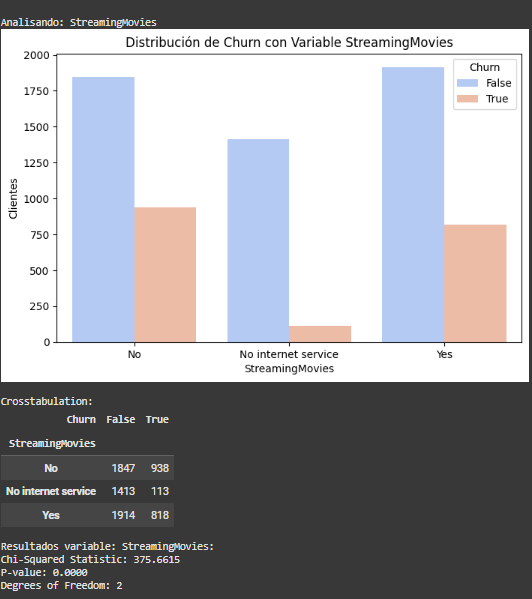 Analisando: StreamingMovies
Distribución de Churn con Variable StreamingMovies
Churn
False
True
2000
1750
1500
1250
1000
750
500
250
0
Clientes
No No internet service Yes
StreamingMovies
Crosstabulation:
Churn False True
StreamingMovies
No 1847 938
No internet service 1413 113
Yes 1914 818
Resultados variable: StreamingMovies:
Chi-Squared Statistic: 375.6615
P-value: 0.0000
Degrees of Freedom: 2